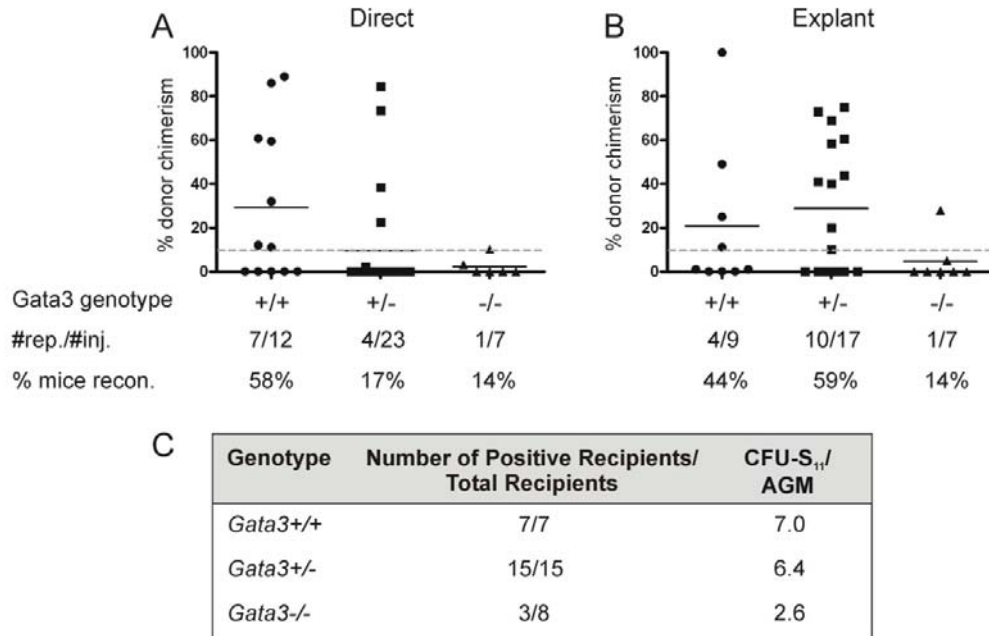 A Direct
B Explant
% donor chimerism
100
80
60
40
20
0
% donor chimerism
100
80
60
40
20
0
Gata3 genotype +/+ +/- -/- +/+ +/- -/-
#rep./#inj. 7/12 4/23 1/7 4/9 10/17 1/7
% mice recon. 58% 17% 14% 44% 59% 14%
C
Genotype Number of Positive Recipients/ CFU-S₁₁/
Total Recipients AGM
Gata3+/+ 7/7 7.0
Gata3+/- 15/15 6.4
Gata3-/- 3/8 2.6